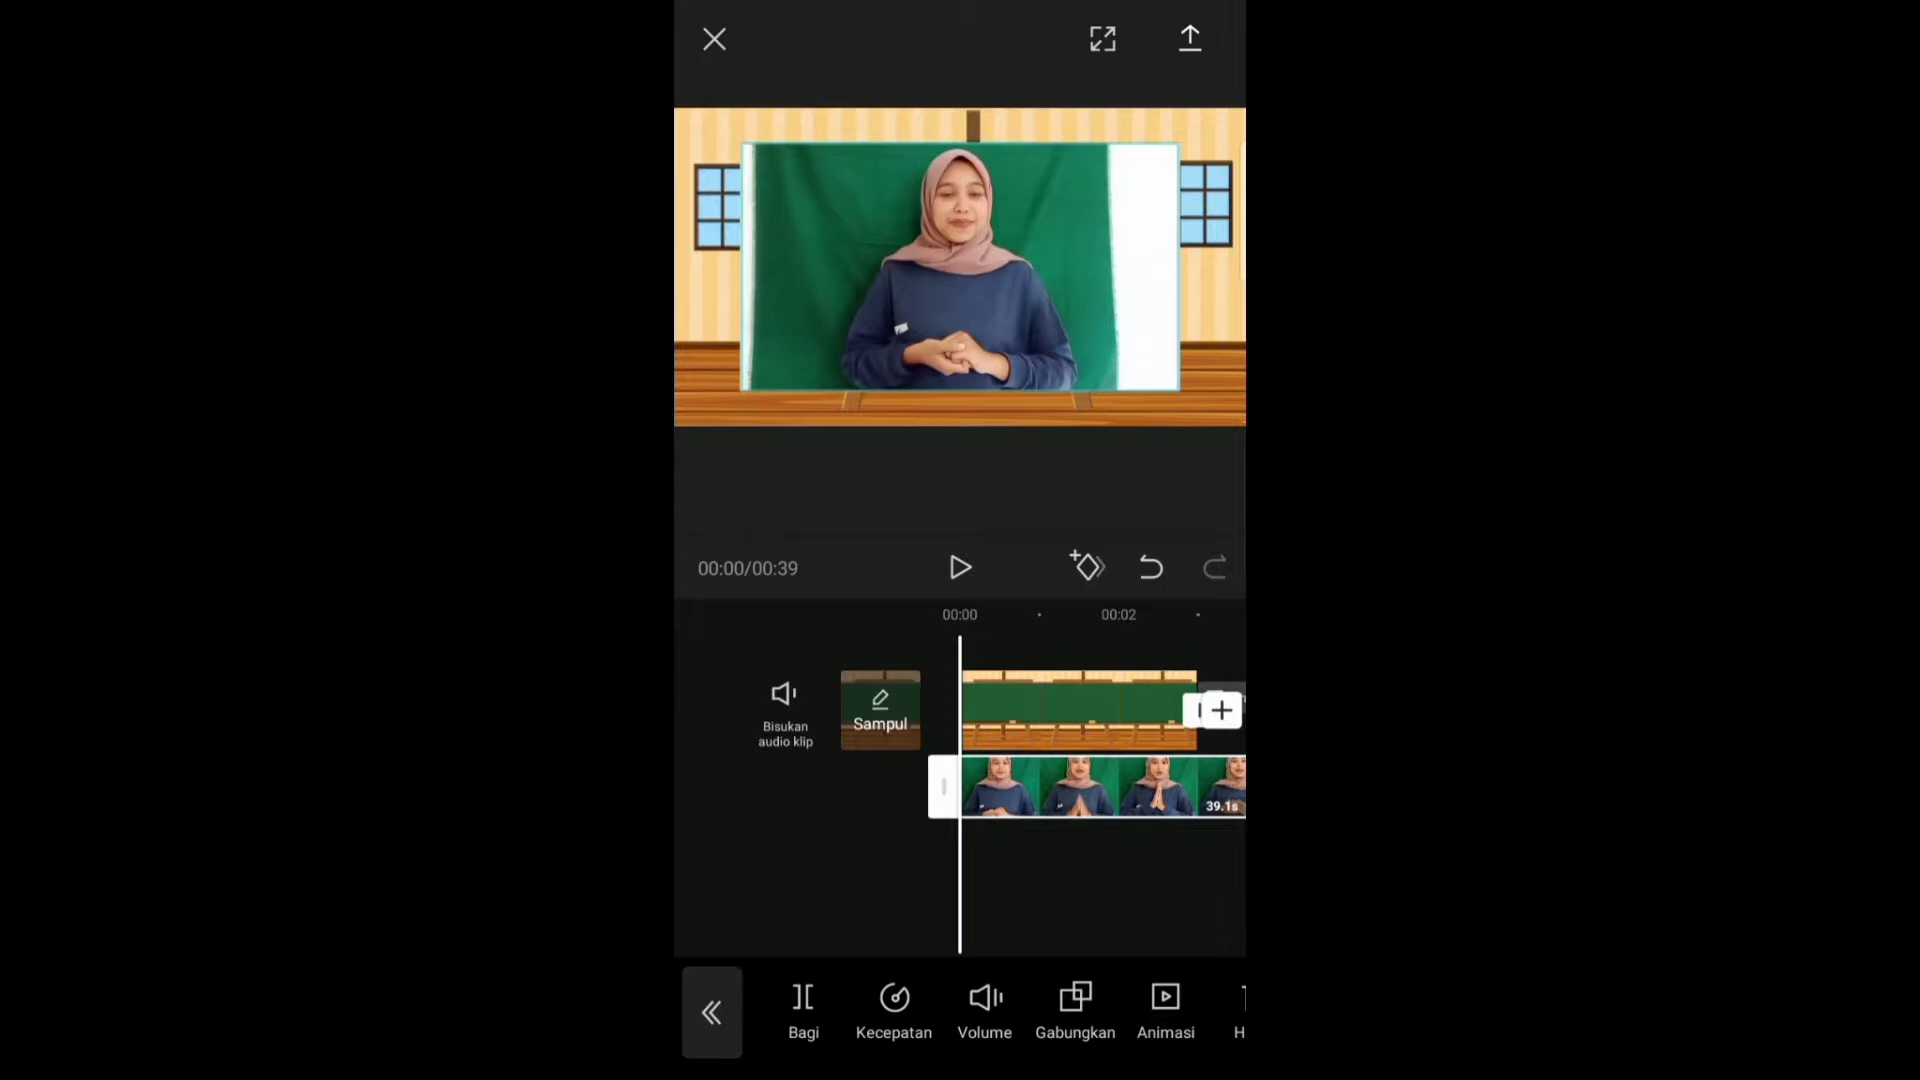 00:00/00:39
00:00
00:02
Bisukan
audio klip
Sampul
39.1s
Bagi
Kecepatan
Volume
Gabungkan
Animasi
H